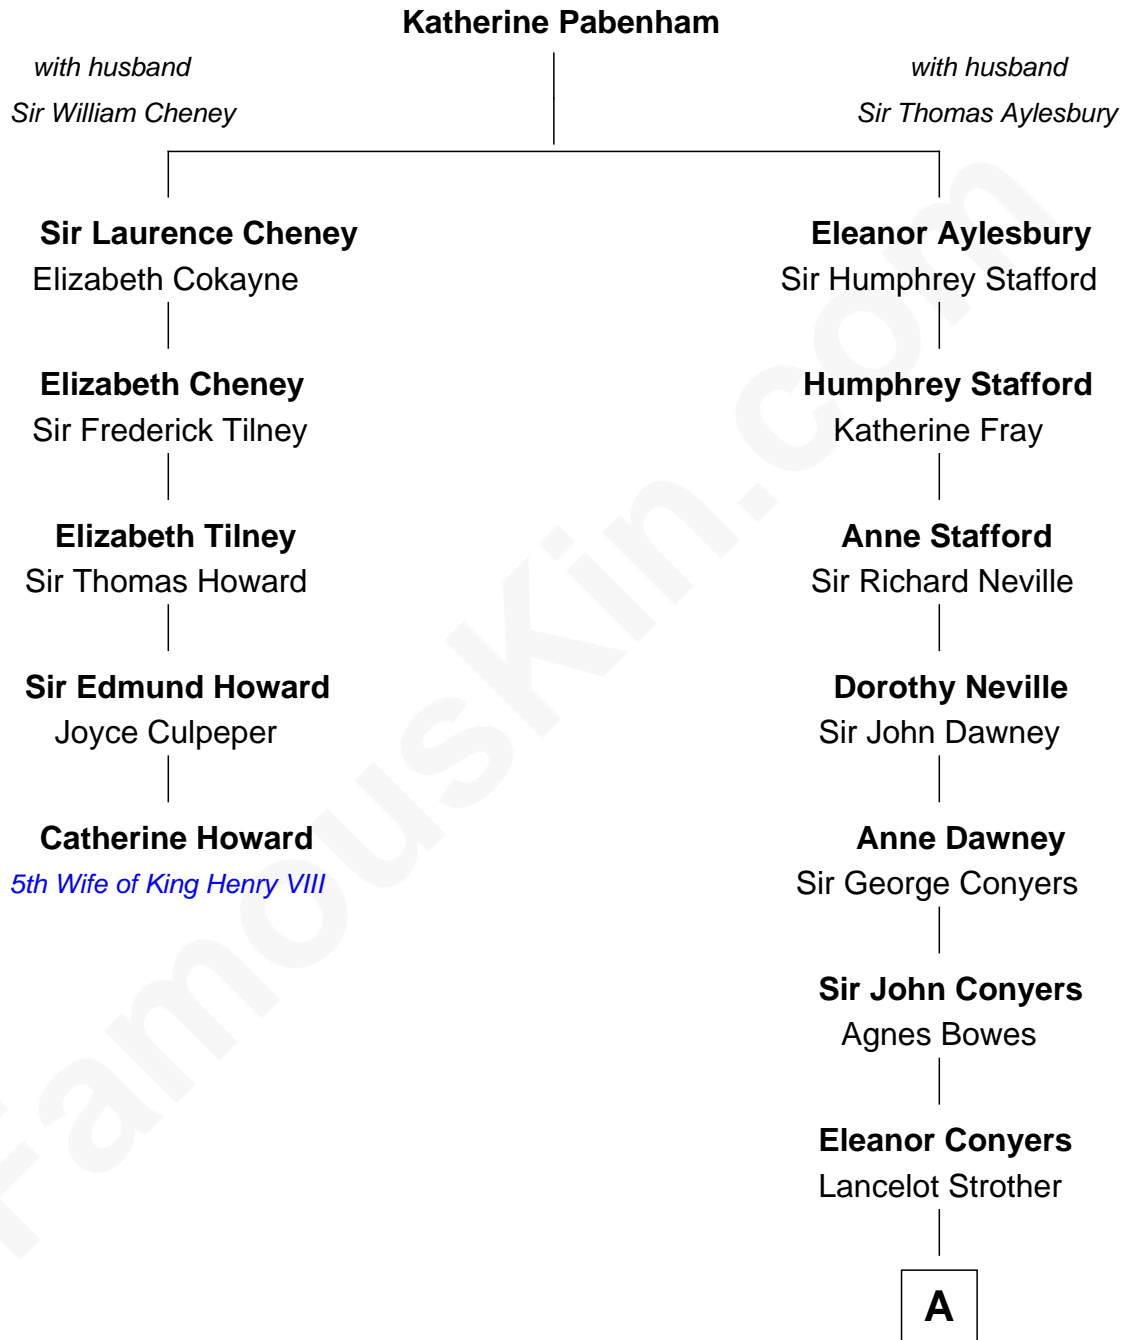 Katherine Pabenham
with husband
Sir William Cheney
with husband
Sir Thomas Aylesbury
Sir Laurence Cheney
Elizabeth Cokayne
Elizabeth Cheney
Sir Frederick Tilney
Elizabeth Tilney
Sir Thomas Howard
Sir Edmund Howard
Joyce Culpeper
Catherine Howard
5th Wife of King Henry VIII
Eleanor Aylesbury
Sir Humphrey Stafford
Humphrey Stafford
Katherine Fray
Anne Stafford
Sir Richard Neville
Dorothy Neville
Sir John Dawney
Anne Dawney
Sir George Conyers
Sir John Conyers
Agnes Bowes
Eleanor Conyers
Lancelot Strother
A
FamousKin.com